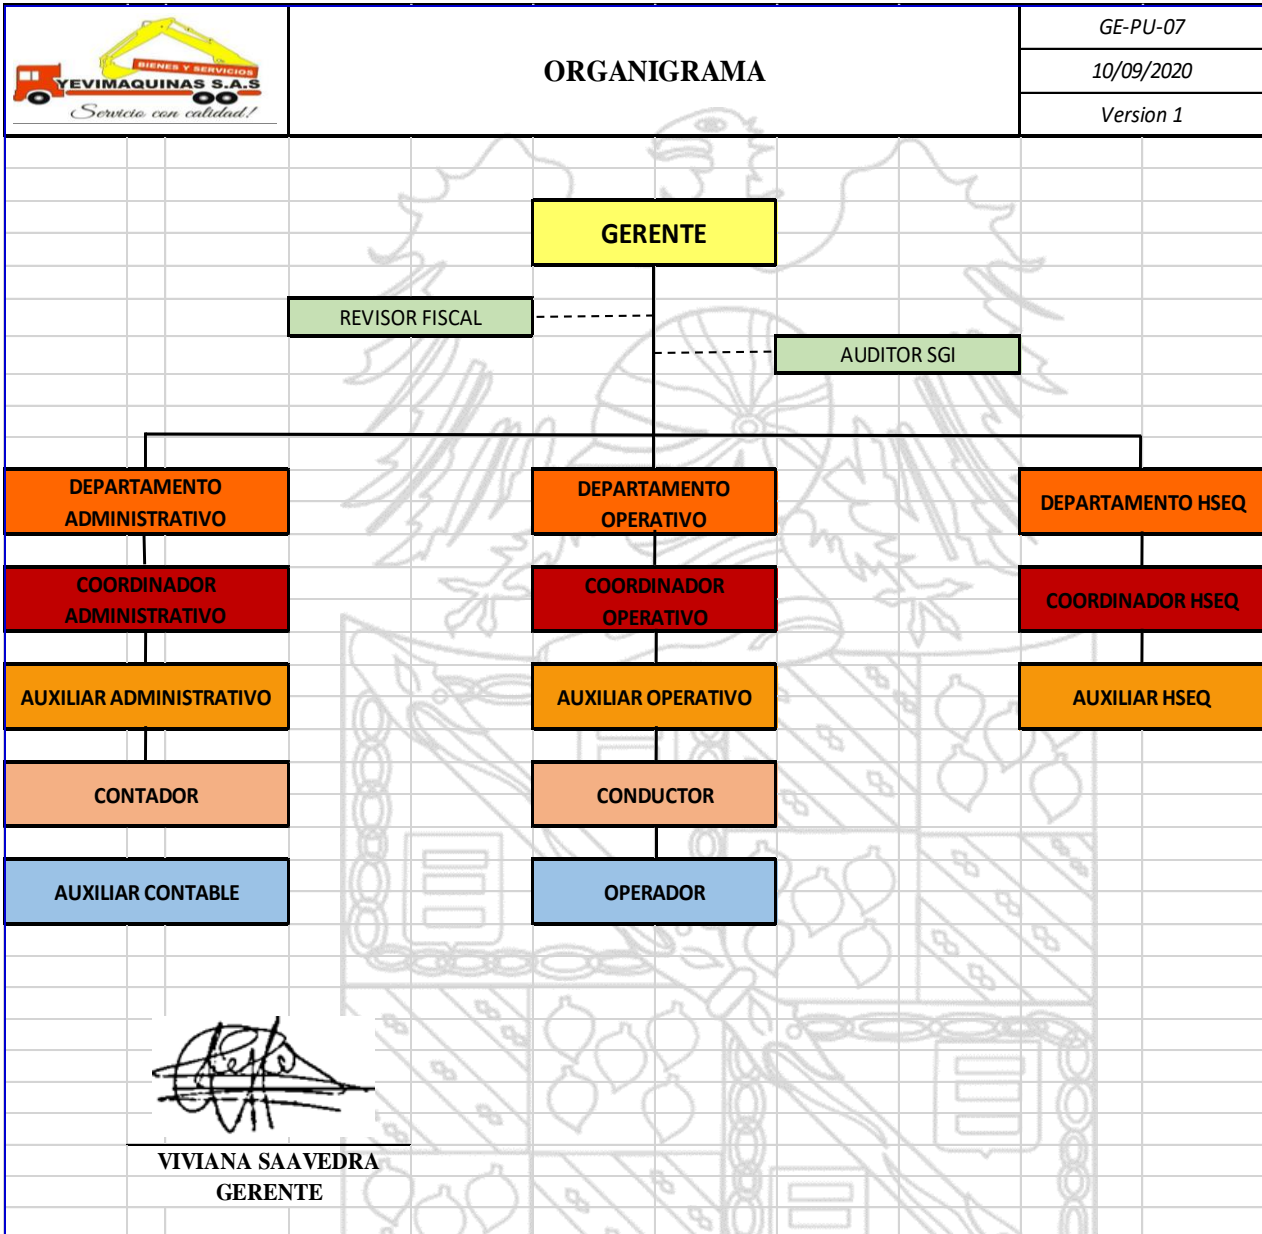 BIENES Y SERVICIOS
YEVIMAQUINAS S.A.S
Servicio con calidad!
ORGANIGRAMA
GE-PU-07
10/09/2020
Version 1
GERENTE
REVISOR FISCAL
AUDITOR SGI
DEPARTAMENTO
ADMINISTRATIVO
DEPARTAMENTO
OPERATIVO
DEPARTAMENTO HSEQ
COORDINADOR
ADMINISTRATIVO
COORDINADOR
OPERATIVO
COORDINADOR HSEQ
AUXILIAR ADMINISTRATIVO
AUXILIAR OPERATIVO
AUXILIAR HSEQ
CONTADOR
CONDUCTOR
AUXILIAR CONTABLE
OPERADOR
VIVIANA SAAVEDRA
GERENTE